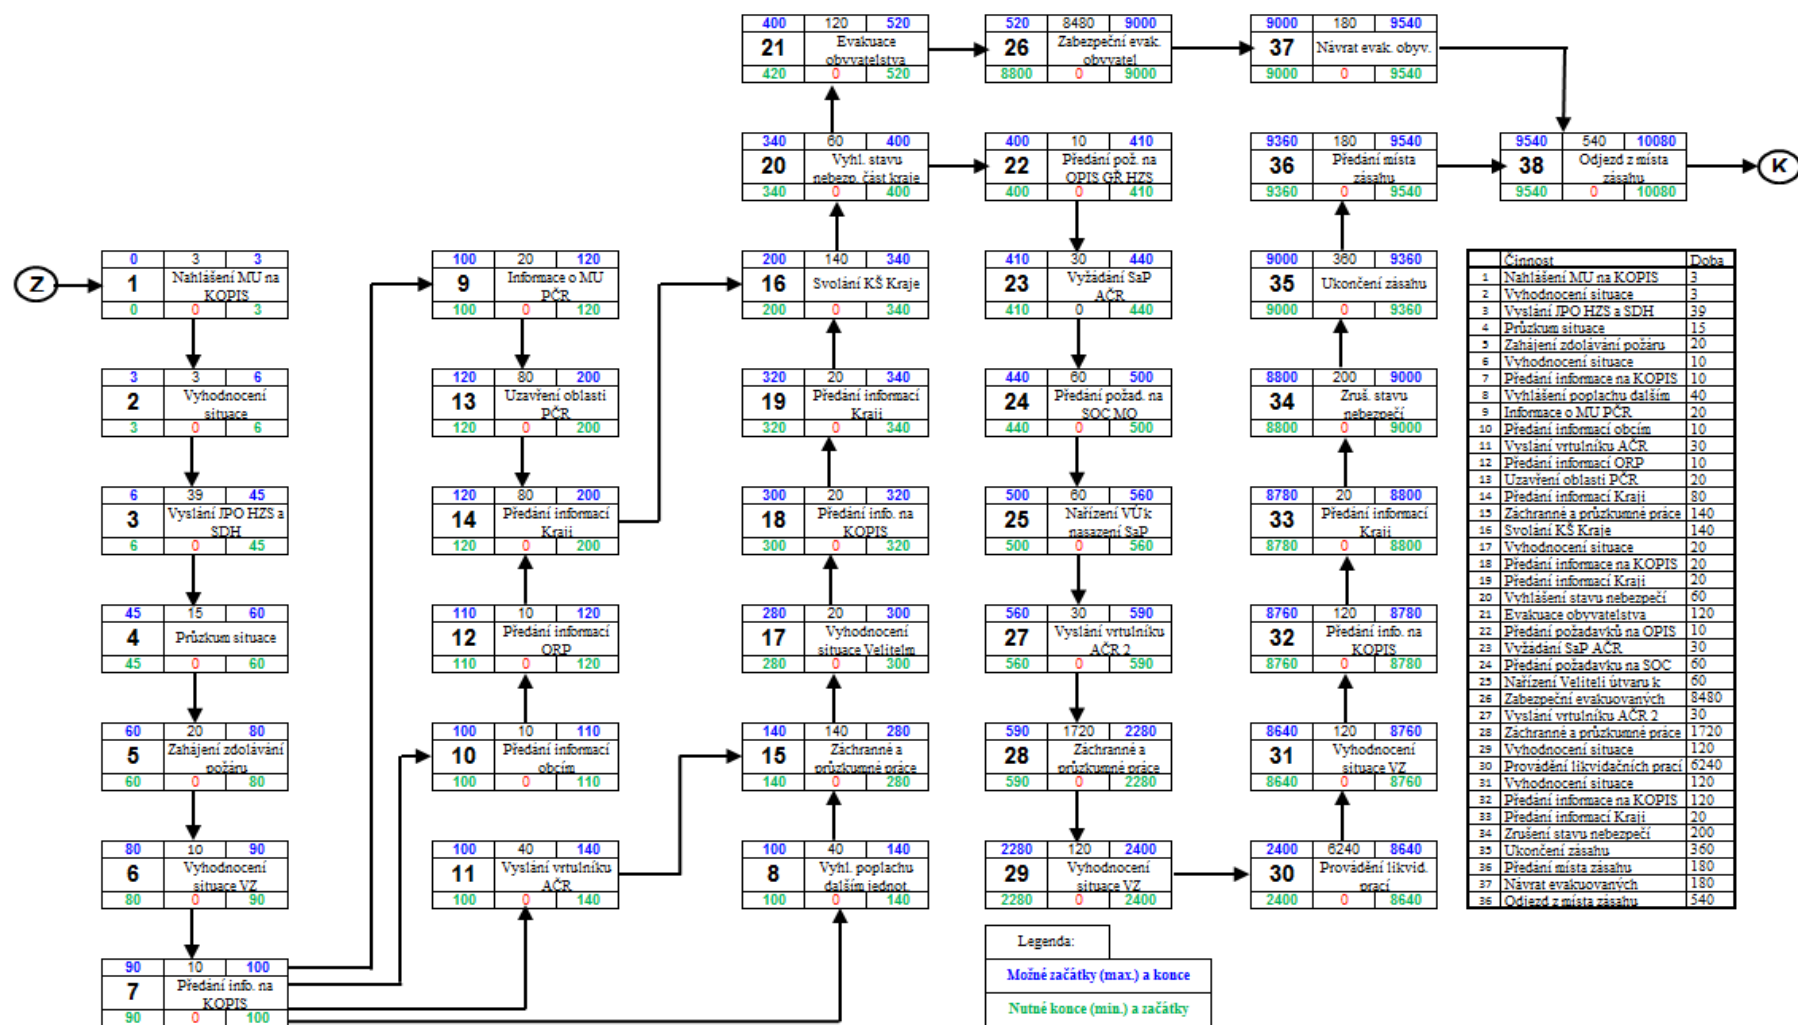 400 120 520
21 Evakuace
obyvatelstva
420 0 520
520 8480 9000
26 Zabezpeční evak.
obyvatel
8800 0 9000
9000 180 9540
37 Návrat evak. obyv.
9000 0 9540
340 60 400
20 Vyhl. stavu
nebezp. část kraje
340 0 400
400 10 410
22 Předání pož. na
OPIS GŘ HZS
400 0 410
9360 180 9540
36 Předání místa
zásahu
9360 0 9540
9540 540 10080
38 Odjezd z místa
zásahu
9540 0 10080
K
Z
0 3 3
1 Nahlášení MU na
KOPIS
0 0 3
100 20 120
9 Informace o MU
PČR
100 0 120
200 140 340
16 Svolání KŠ Kraje
200 0 340
410 30 440
23 Vyžádání SaP
AČR
410 0 440
9000 360 9360
35 Ukončení zásahu
9000 0 9360
3 3 6
2 Vyhodnocení
situace
3 0 6
120 80 200
13 Uzavření oblasti
PČR
120 0 200
320 20 340
19 Předání informací
Kraji
320 0 340
440 60 500
24 Předání požad. na
SOC MO
440 0 500
8800 200 9000
34 Zruš. stavu
nebezpečí
8800 0 9000
6 39 45
3 Vyslání JPO HZS a
SDH
6 0 45
120 80 200
14 Předání informací
Kraji
120 0 200
300 20 320
18 Předání info. na
KOPIS
300 0 320
500 60 560
25 Nařízení VÚ k
nasazení SaP
500 0 560
8780 20 8800
33 Předání informací
Kraji
8780 0 8800
45 15 60
4 Průzkum situace
45 0 60
110 10 120
12 Předání informací
ORP
110 0 120
280 20 300
17 Vyhodnocení
situace Velitelm
280 0 300
560 30 590
27 Vyslání vrtulníku
AČR 2
560 0 590
8760 120 8780
32 Předání info. na
KOPIS
8760 0 8780
60 20 80
5 Zahájení zdolávání
požáru
60 0 80
100 10 110
10 Předání informací
obcím
100 0 110
140 140 280
15 Záchranné a
průzkumné práce
140 0 280
590 1720 2280
28 Záchranné a
průzkumné práce
590 0 2280
8640 120 8760
31 Vyhodnocení
situace VZ
8640 0 8760
80 10 90
6 Vyhodnocení
situace VZ
80 0 90
100 40 140
11 Vyslání vrtulníku
AČR
100 0 140
100 40 140
8 Vyhl. poplachu
dalším jednot.
100 0 140
2280 120 2400
29 Vyhodnocení
situace VZ
2280 0 2400
2400 6240 8640
30 Provádění likvid.
prací
2400 0 8640
90 10 100
7 Předání info. na
KOPIS
90 0 100
Činnost Doba
1 Nahlášení MU na KOPIS 3
2 Vyhodnocení situace 3
3 Vyslání JPO HZS a SDH 39
4 Průzkum situace 15
5 Zahájení zdolávání požáru 20
6 Vyhodnocení situace 10
7 Předání informace na KOPIS 10
8 Vyhlášení poplachu dalším 40
9 Informace o MU PČR 20
10 Předání informací obcím 10
11 Vyslání vrtulníku AČR 30
12 Předání informací ORP 10
13 Uzavření oblasti PČR 20
14 Předání informací Kraji 80
15 Záchranné a průzkumné práce 140
16 Svolání KŠ Kraje 140
17 Vyhodnocení situace 20
18 Předání informace na KOPIS 20
19 Předání informací Kraji 20
20 Vyhlášení stavu nebezpečí 60
21 Evakuace obyvatelstva 120
22 Předání požadavků na OPIS 10
23 Vyžádání SaP AČR 30
24 Předání požadavku na SOC 60
25 Nařízení Veliteli útvaru k 60
26 Zabezpeční evakuovaných 8480
27 Vyslání vrtulníku AČR 2 30
28 Záchranné a průzkumné práce 1720
29 Vyhodnocení situace 120
30 Provádění likvidačních prací 6240
31 Vyhodnocení situace 120
32 Předání informace na KOPIS 120
33 Předání informací Kraji 20
34 Zrušení stavu nebezpečí 200
35 Ukončení zásahu 360
36 Předání místa zásahu 180
37 Návrat evakuovaných 180
36 Odjezd z místa zásahu 540
Legenda:
Možné začátky (max.) a konce
Nutné konce (min.) a začátky